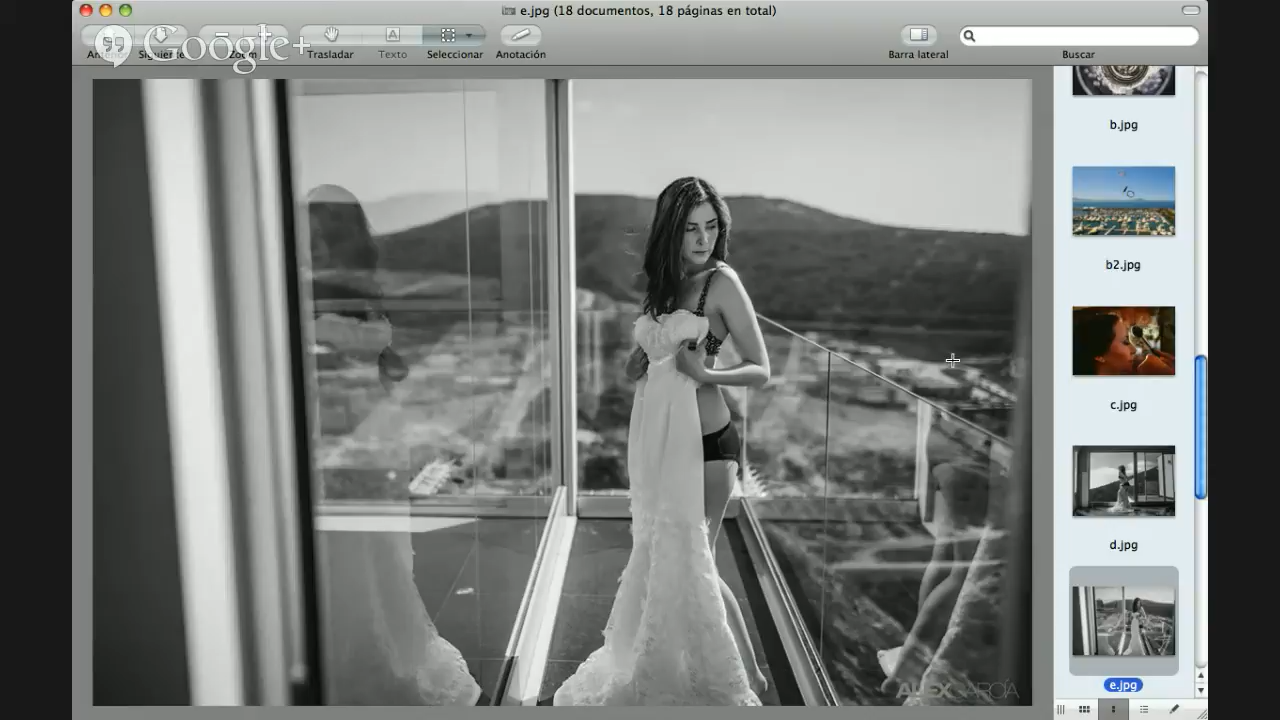 e.jpg (18 documentos, 18 páginas en total)
Google+
Trasladar
Texto
Seleccionar
Anotación
Barra lateral
Buscar
b.jpg
b2.jpg
c.jpg
d.jpg
e.jpg
ALEX GARCÍA